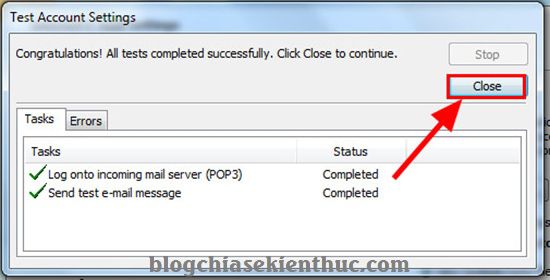 Test Account Settings
Congratulations! All tests completed successfully. Click Close to continue.
Stop
Close
Tasks Errors
Tasks Status
Log onto incoming mail server (POP3) Completed
Send test e-mail message Completed
blogchiasekienthuc.com